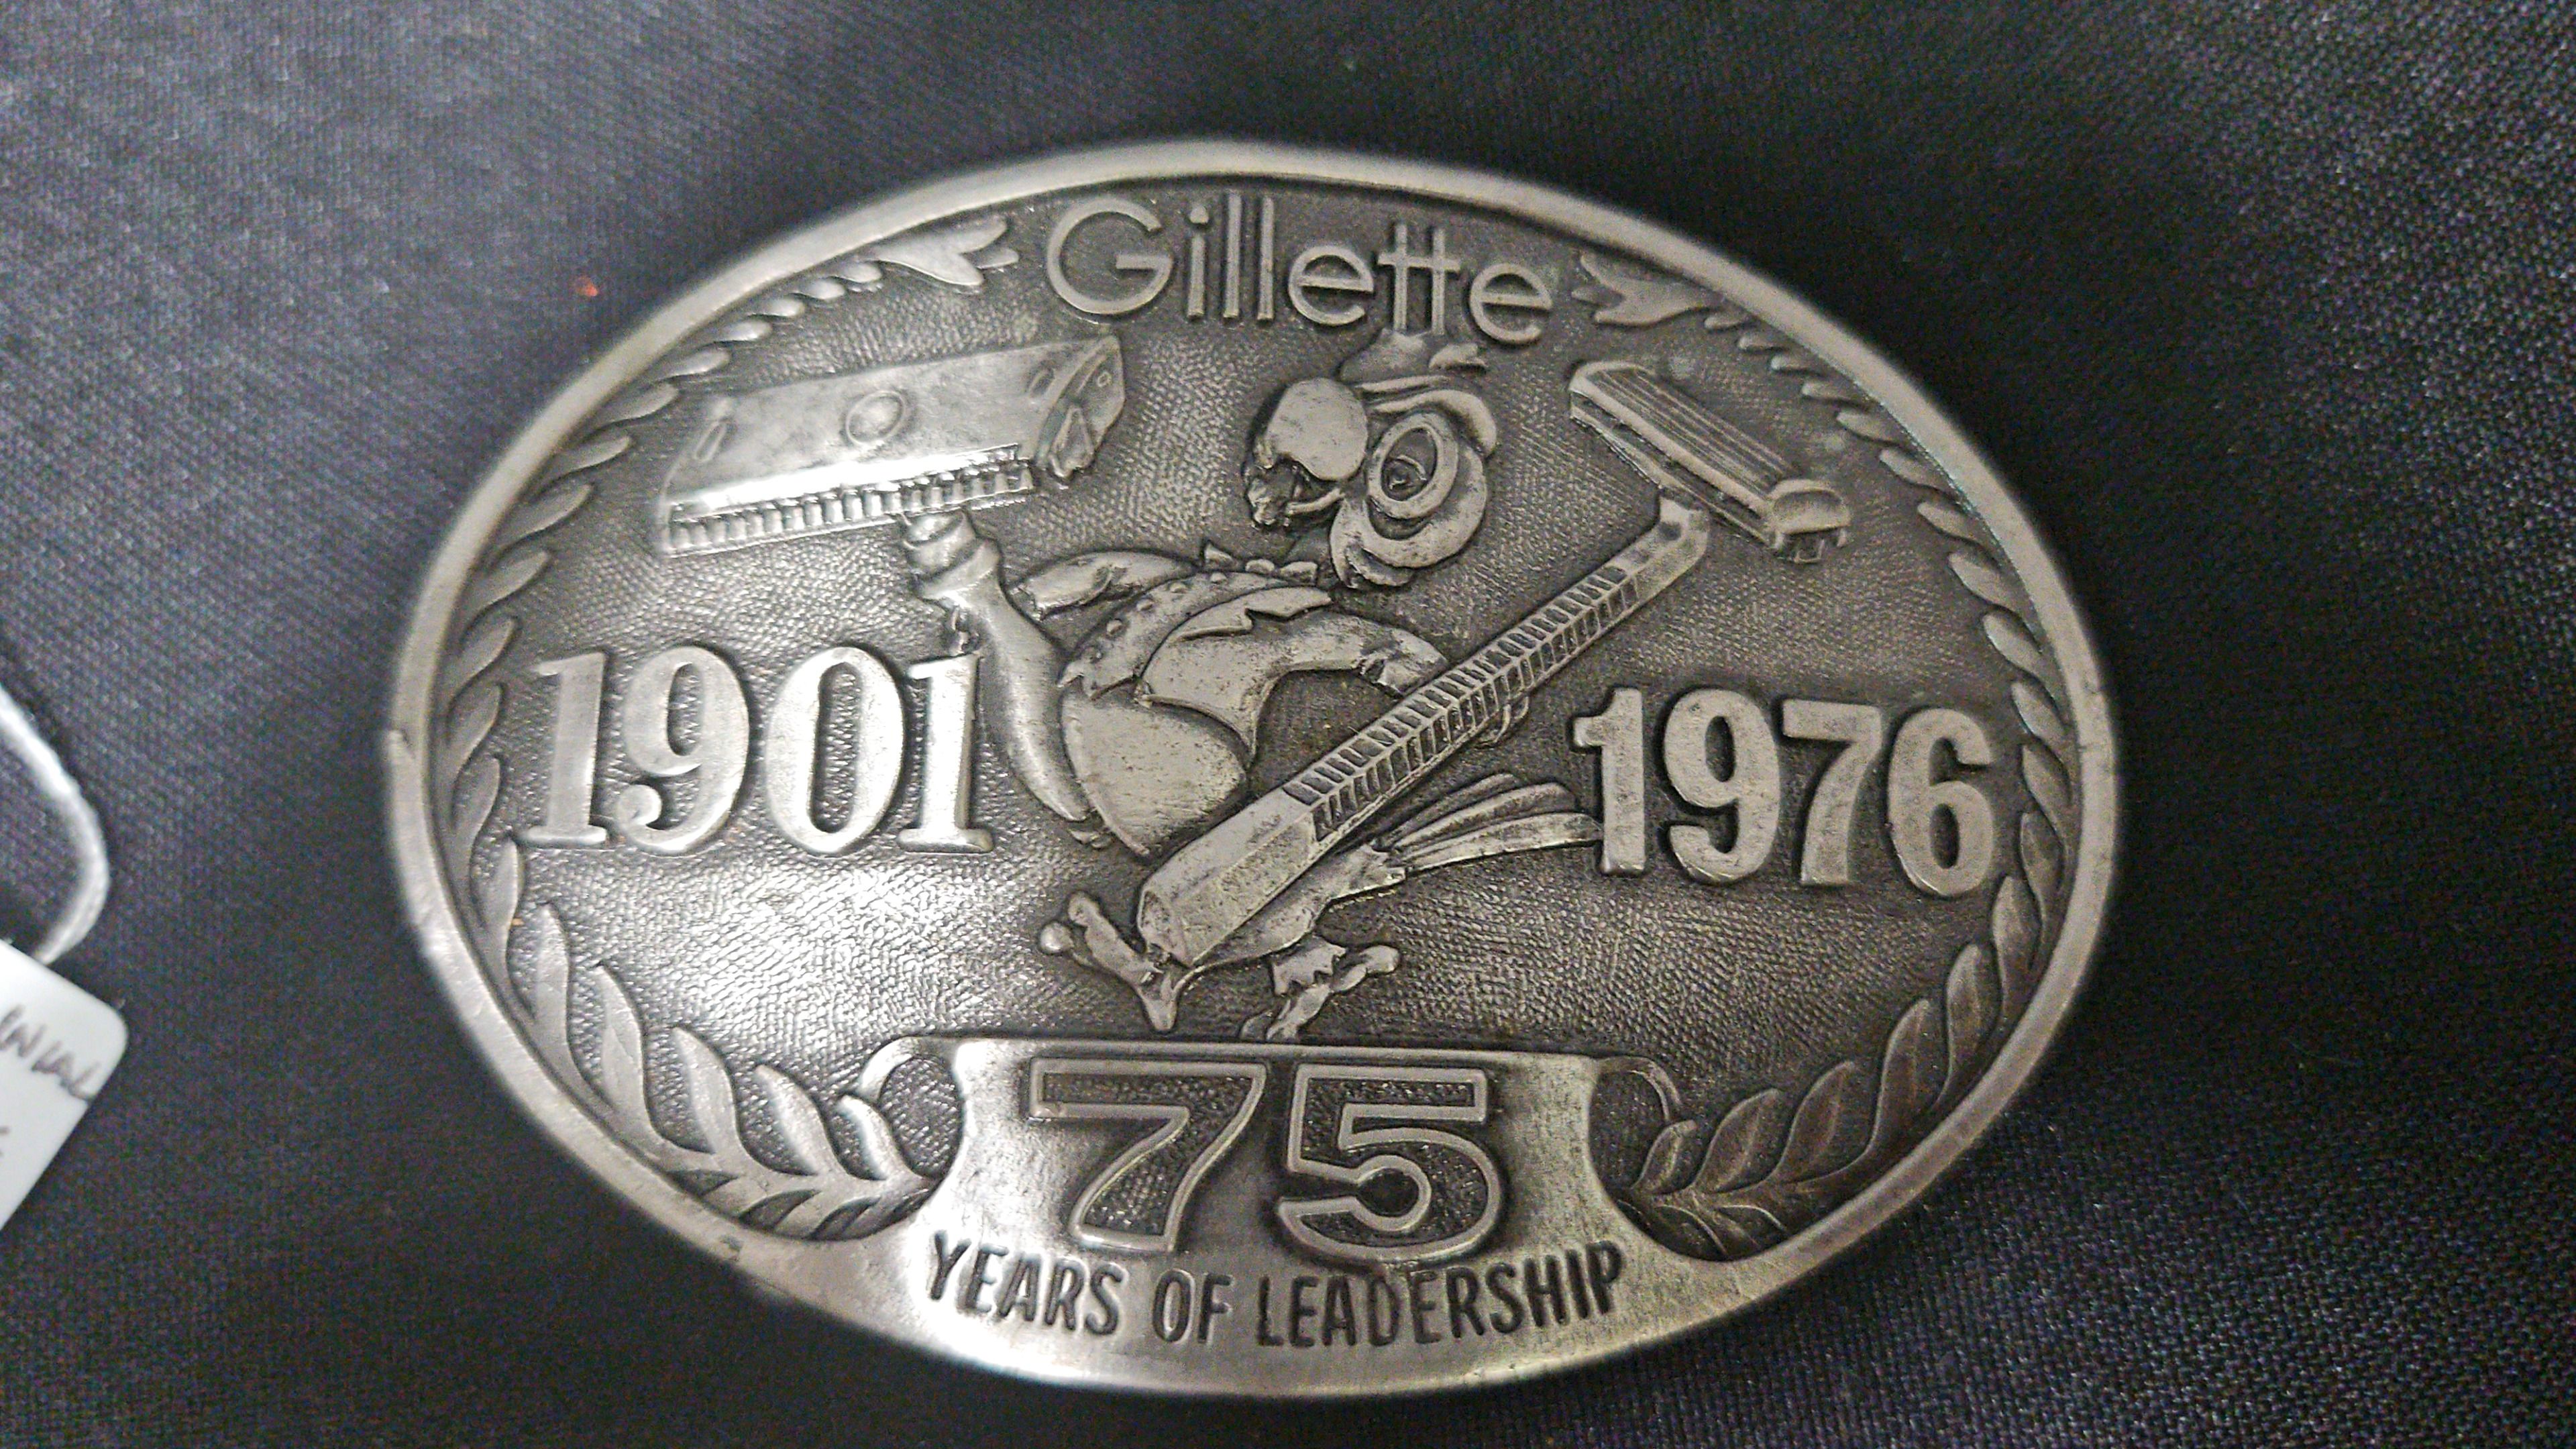 Gillette
1901
1976
75
YEARS OF LEADERSHIP